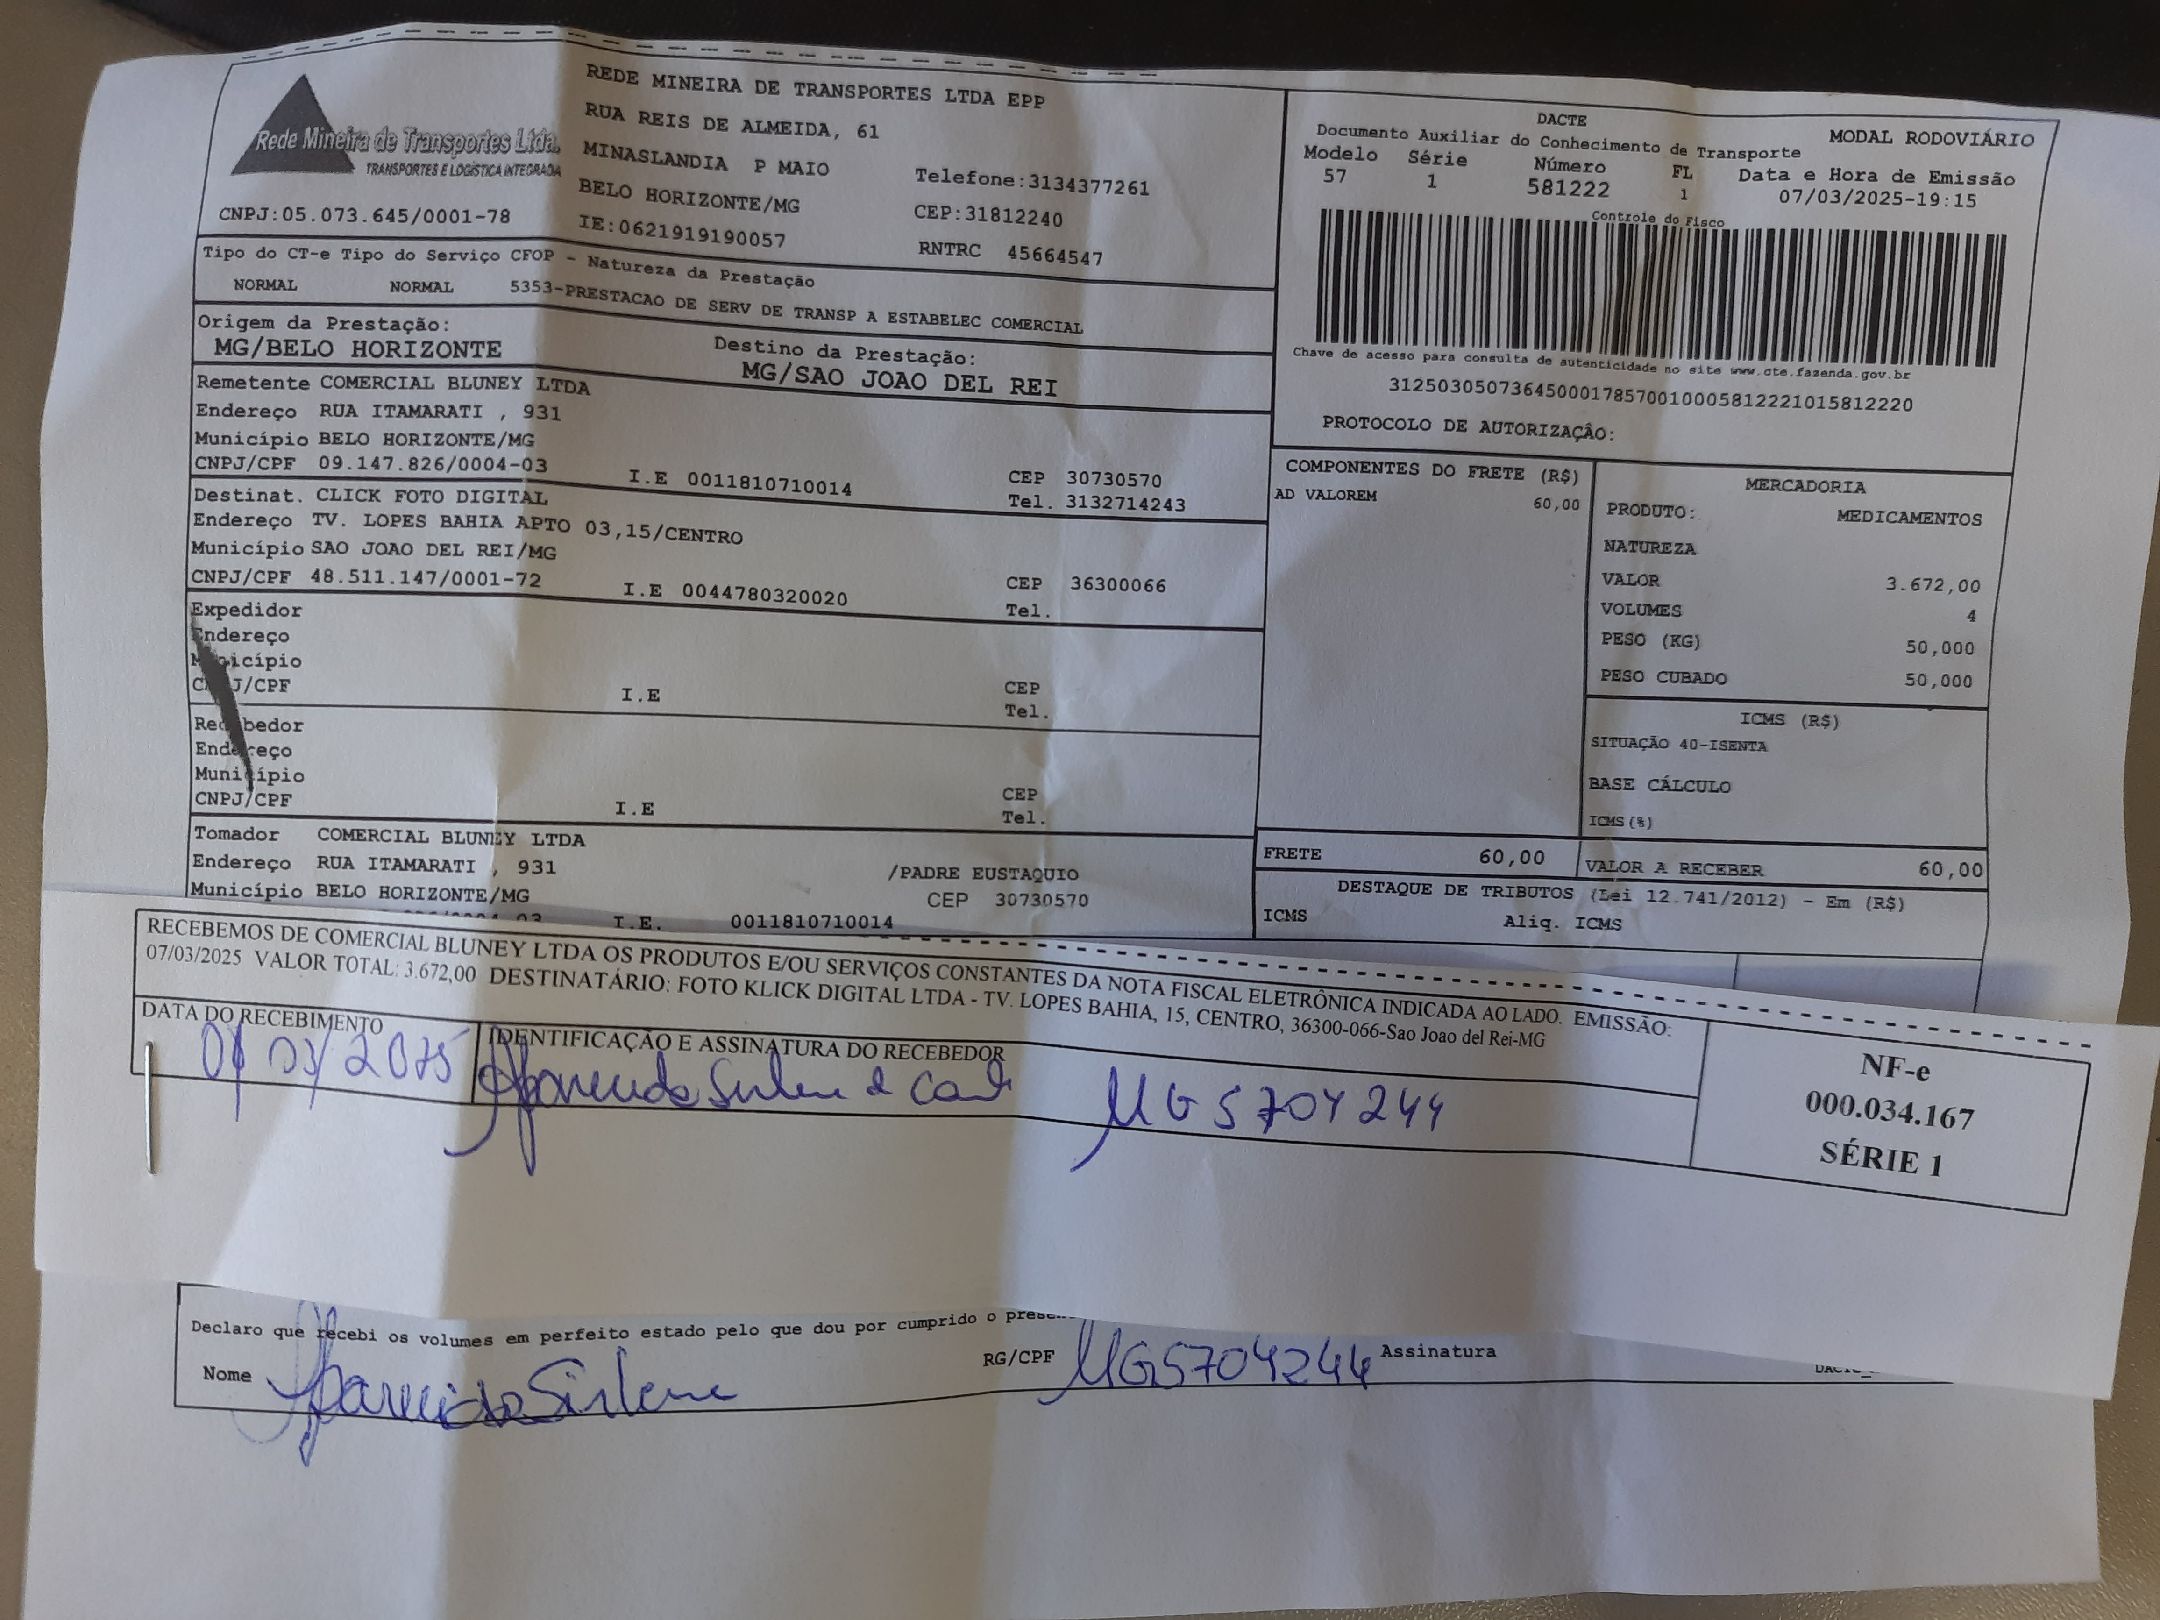 Rede Mineira de Transportes Ltda.
TRANSPORTES E LOGÍSTICA INTEGRADA
CNPJ:05.073.645/0001-78
REDE MINEIRA DE TRANSPORTES LTDA EPP
RUA REIS DE ALMEIDA, 61
MINASLANDIA P MAIO Telefone:3134377261
BELO HORIZONTE/MG CEP:31812240
IE:0621919190057 RNTRC 45664547
DACTE
Documento Auxiliar do Conhecimento de Transporte MODAL RODOVIÁRIO
Modelo Série Número FL Data e Hora de Emissão
57 1 581222 1 07/03/2025-19:15
Controle do Fisco
Chave de acesso para consulta de autenticidade no site www.cte.fazenda.gov.br
31250305073645000178570010005812221015812220
PROTOCOLO DE AUTORIZAÇÃO:
Tipo do CT-e Tipo do Serviço CFOP - Natureza da Prestação
NORMAL NORMAL 5353-PRESTACAO DE SERV DE TRANSP A ESTABELEC COMERCIAL
Origem da Prestação: Destino da Prestação:
MG/BELO HORIZONTE MG/SAO JOAO DEL REI
Remetente COMERCIAL BLUNEY LTDA
Endereço RUA ITAMARATI , 931
Município BELO HORIZONTE/MG CEP 30730570
CNPJ/CPF 09.147.826/0004-03 I.E 0011810710014 Tel. 3132714243
Destinat. CLICK FOTO DIGITAL
Endereço TV. LOPES BAHIA APTO 03,15/CENTRO
Município SAO JOAO DEL REI/MG CEP 36300066
CNPJ/CPF 48.511.147/0001-72 I.E 0044780320020 Tel.
Expedidor
Endereço
Município CEP
CNPJ/CPF I.E Tel.
Recebedor
Endereço
Município CEP
CNPJ/CPF I.E Tel.
Tomador COMERCIAL BLUNEY LTDA
Endereço RUA ITAMARATI , 931 /PADRE EUSTAQUIO
Município BELO HORIZONTE/MG CEP 30730570
I.E. 0011810710014
COMPONENTES DO FRETE (R$)
AD VALOREM 60,00
MERCADORIA
PRODUTO: MEDICAMENTOS
NATUREZA
VALOR 3.672,00
VOLUMES 4
PESO (KG) 50,000
PESO CUBADO 50,000
ICMS (R$)
SITUAÇÃO 40-ISENTA
BASE CÁLCULO
ICMS(%)
FRETE 60,00 VALOR A RECEBER 60,00
DESTAQUE DE TRIBUTOS (Lei 12.741/2012) - Em (R$)
ICMS Aliq. ICMS
RECEBEMOS DE COMERCIAL BLUNEY LTDA OS PRODUTOS E/OU SERVIÇOS CONSTANTES DA NOTA FISCAL ELETRÔNICA INDICADA AO LADO. EMISSÃO:
07/03/2025 VALOR TOTAL: 3.672,00 DESTINATÁRIO: FOTO KLICK DIGITAL LTDA - TV. LOPES BAHIA, 15, CENTRO, 36300-066-Sao Joao del Rei-MG
DATA DO RECEBIMENTO IDENTIFICAÇÃO E ASSINATURA DO RECEBEDOR
Aparecida Sirlene MG5704244
NF-e
000.034.167
SÉRIE 1
Declaro que recebi os volumes em perfeito estado pelo que dou por cumprido o
Nome Aparecida Sirlene RG/CPF MG5704244 Assinatura